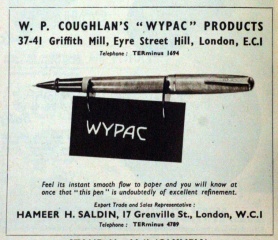 W. P. COUGHLAN'S "WYPAC" PRODUCTS
37-41 Griffith Mill, Eyre Street Hill, London, E.C.1
Telephone : TERminus 1694
WYPAC
Feel its instant smooth flow to paper and you will know at
once that "this pen" is undoubtedly of excellent refinement.
Export Trade and Sales Representative :
HAMEER H. SALDIN, 17 Grenville St., London, W.C.1
Telephone : TERminus 4789